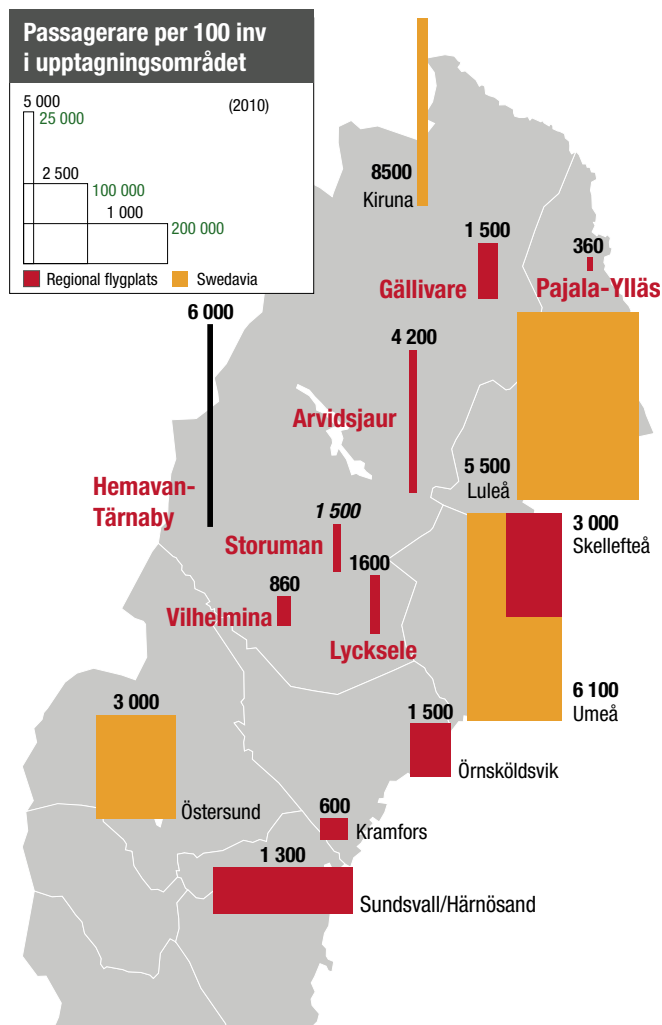 Passagerare per 100 inv
i upptagningsområdet
5 000
25 000
(2010)
2 500
100 000
1 000
200 000
Regional flygplats
Swedavia
8500
Kiruna
1 500
Gällivare
360
Pajala-Ylläs
6 000
Hemavan-
Tärnaby
4 200
Arvidsjaur
5 500
Luleå
1 500
Storuman
3 000
Skellefteå
1600
Lycksele
860
Vilhelmina
6 100
Umeå
3 000
Östersund
1 500
Örnsköldsvik
600
Kramfors
1 300
Sundsvall/Härnösand